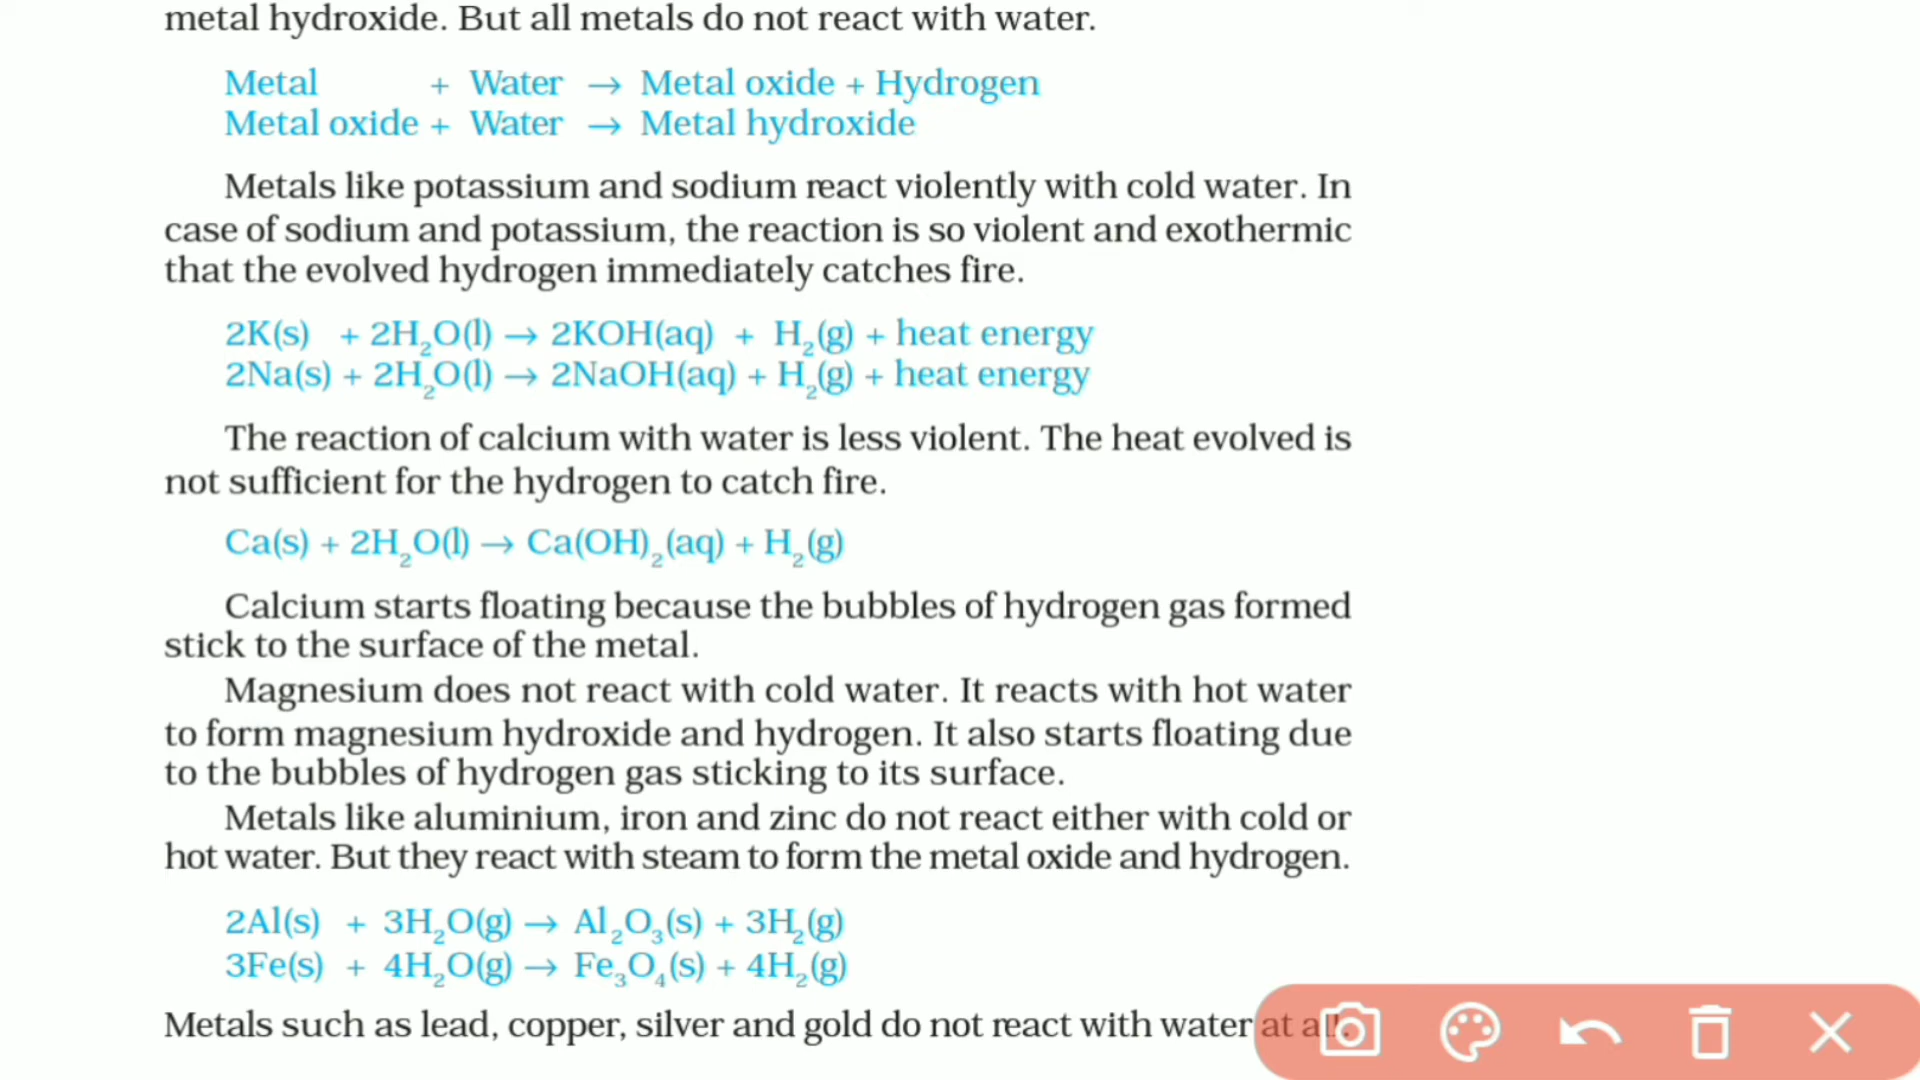 metal hydroxide. But all metals do not react with water.
Metal + Water → Metal oxide + Hydrogen
Metal oxide + Water → Metal hydroxide
Metals like potassium and sodium react violently with cold water. In
case of sodium and potassium, the reaction is so violent and exothermic
that the evolved hydrogen immediately catches fire.
2K(s) + 2H₂O(l) → 2KOH(aq) + H₂(g) + heat energy
2Na(s) + 2H₂O(l) → 2NaOH(aq) + H₂(g) + heat energy
The reaction of calcium with water is less violent. The heat evolved is
not sufficient for the hydrogen to catch fire.
Ca(s) + 2H₂O(l) → Ca(OH)₂(aq) + H₂(g)
Calcium starts floating because the bubbles of hydrogen gas formed
stick to the surface of the metal.
Magnesium does not react with cold water. It reacts with hot water
to form magnesium hydroxide and hydrogen. It also starts floating due
to the bubbles of hydrogen gas sticking to its surface.
Metals like aluminium, iron and zinc do not react either with cold or
hot water. But they react with steam to form the metal oxide and hydrogen.
2Al(s) + 3H₂O(g) → Al₂O₃(s) + 3H₂(g)
3Fe(s) + 4H₂O(g) → Fe₃O₄(s) + 4H₂(g)
Metals such as lead, copper, silver and gold do not react with water at all.